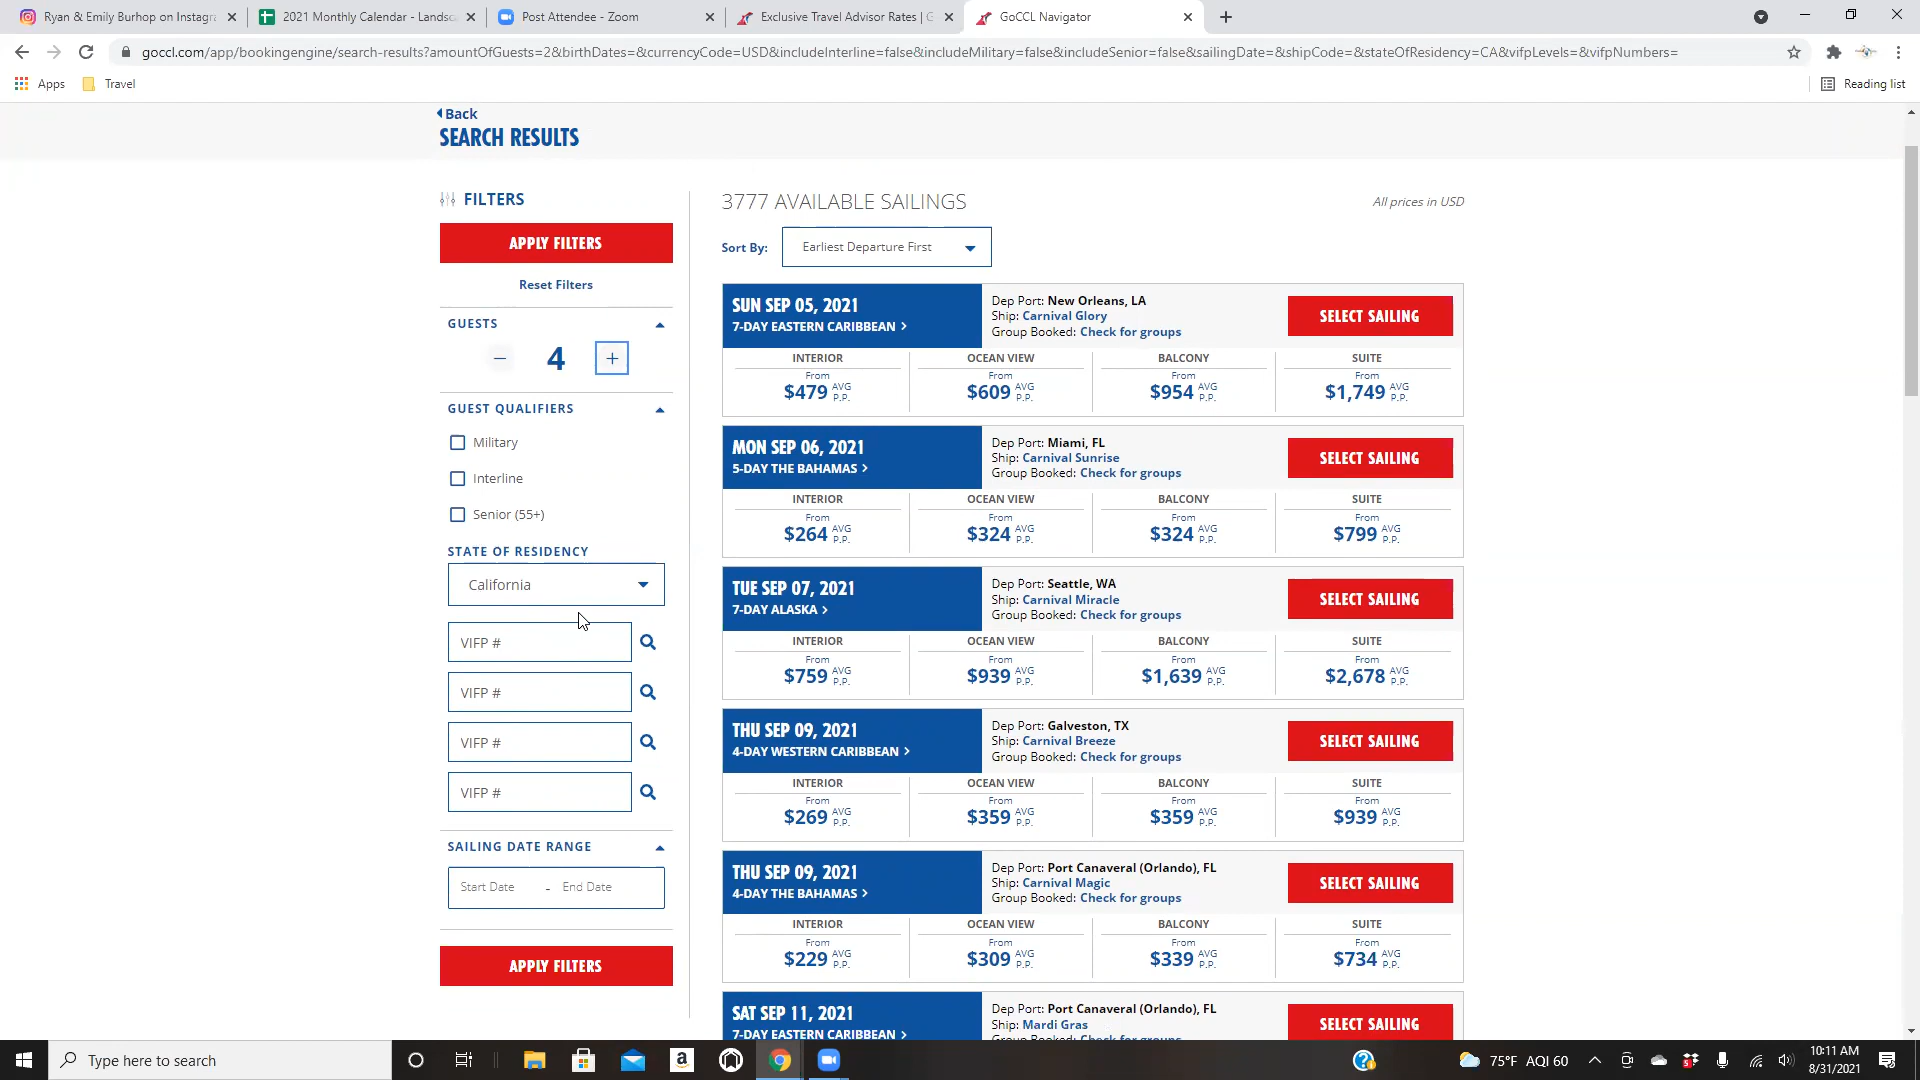 Ryan & Emily Burhop on Instagra
2021 Monthly Calendar - Landsca
Post Attendee - Zoom
Exclusive Travel Advisor Rates | G
GoCCL Navigator
goccl.com/app/bookingengine/search-results?amountOfGuests=2&birthDates=&currencyCode=USD&includeInterline=false&includeMilitary=false&includeSenior=false&sailingDate=&shipCode=&stateOfResidency=CA&vifpLevels=&vifpNumbers=
Apps
Travel
Reading list
Back
SEARCH RESULTS
FILTERS
APPLY FILTERS
Reset Filters
GUESTS
4
GUEST QUALIFIERS
Military
Interline
Senior (55+)
STATE OF RESIDENCY
California
VIFP #
VIFP #
VIFP #
VIFP #
SAILING DATE RANGE
Start Date - End Date
APPLY FILTERS
3777 AVAILABLE SAILINGS
All prices in USD
Sort By: Earliest Departure First
SUN SEP 05, 2021
7-DAY EASTERN CARIBBEAN >
Dep Port: New Orleans, LA
Ship: Carnival Glory
Group Booked: Check for groups
SELECT SAILING
INTERIOR OCEAN VIEW BALCONY SUITE
From From From From
$479 AVG P.P. $609 AVG P.P. $954 AVG P.P. $1,749 AVG P.P.
MON SEP 06, 2021
5-DAY THE BAHAMAS >
Dep Port: Miami, FL
Ship: Carnival Sunrise
Group Booked: Check for groups
SELECT SAILING
INTERIOR OCEAN VIEW BALCONY SUITE
From From From From
$264 AVG P.P. $324 AVG P.P. $324 AVG P.P. $799 AVG P.P.
TUE SEP 07, 2021
7-DAY ALASKA >
Dep Port: Seattle, WA
Ship: Carnival Miracle
Group Booked: Check for groups
SELECT SAILING
INTERIOR OCEAN VIEW BALCONY SUITE
From From From From
$759 AVG P.P. $939 AVG P.P. $1,639 AVG P.P. $2,678 AVG P.P.
THU SEP 09, 2021
4-DAY WESTERN CARIBBEAN >
Dep Port: Galveston, TX
Ship: Carnival Breeze
Group Booked: Check for groups
SELECT SAILING
INTERIOR OCEAN VIEW BALCONY SUITE
From From From From
$269 AVG P.P. $359 AVG P.P. $359 AVG P.P. $939 AVG P.P.
THU SEP 09, 2021
4-DAY THE BAHAMAS >
Dep Port: Port Canaveral (Orlando), FL
Ship: Carnival Magic
Group Booked: Check for groups
SELECT SAILING
INTERIOR OCEAN VIEW BALCONY SUITE
From From From From
$229 AVG P.P. $309 AVG P.P. $339 AVG P.P. $734 AVG P.P.
SAT SEP 11, 2021
7-DAY EASTERN CARIBBEAN >
Dep Port: Port Canaveral (Orlando), FL
Ship: Mardi Gras
Group Booked: Check for groups
SELECT SAILING
Type here to search
75°F AQI 60
10:11 AM
8/31/2021